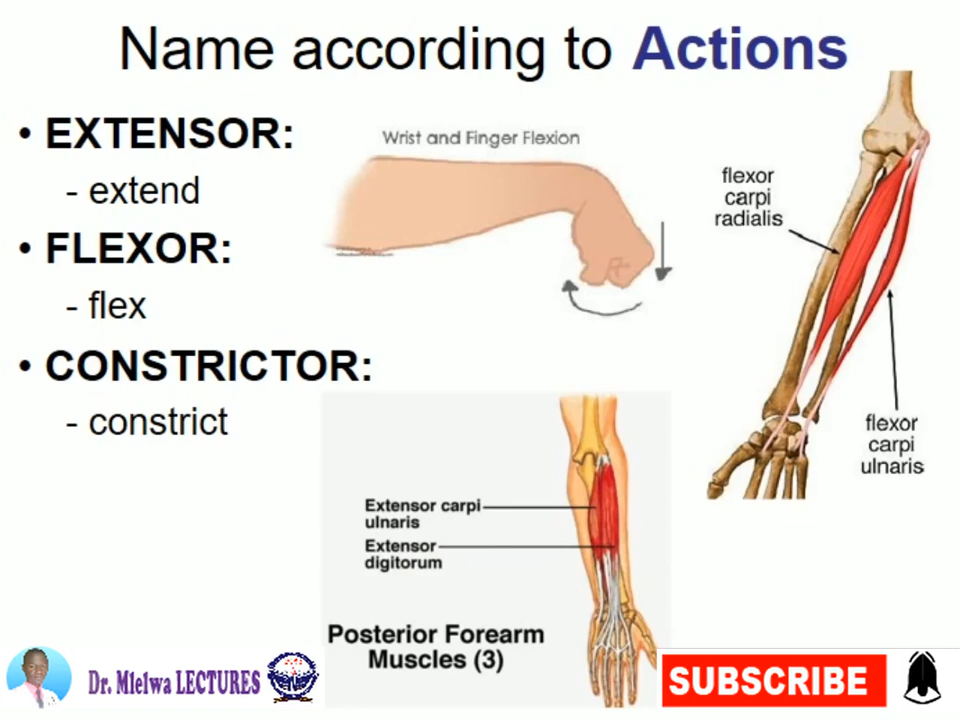 Name according to Actions
• EXTENSOR:
- extend
• FLEXOR:
- flex
• CONSTRICTOR:
- constrict
Wrist and Finger Flexion
flexor
carpi
radialis
flexor
carpi
ulnaris
Extensor carpi
ulnaris
Extensor
digitorum
Posterior Forearm
Muscles (3)
Dr. Mlelwa LECTURES
SUBSCRIBE